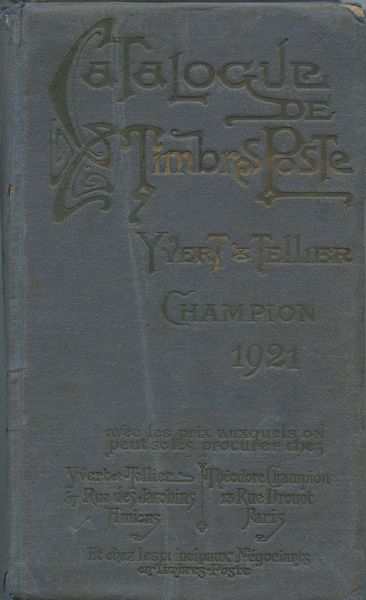 Catalogue
de
Timbres-Poste
Yvert & Tellier
Champion
1921
avec les prix auxquels on
peut se les procurer chez
Yvert et Tellier
37 Rue des Jacobins
Amiens
Théodore Champion
13 Rue Drouot
Paris
Et chez les principaux Négociants
en Timbres-Poste